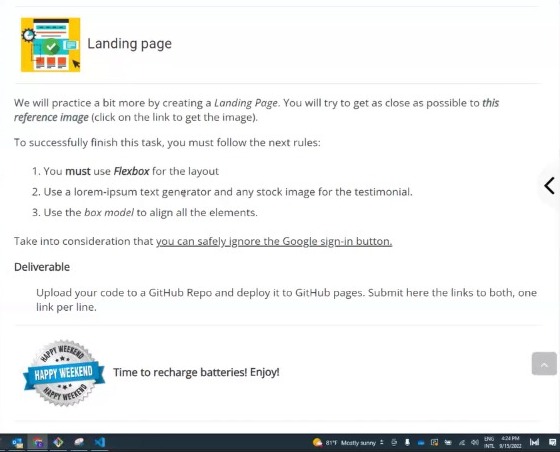 Landing page
We will practice a bit more by creating a Landing Page. You will try to get as close as possible to this
reference image (click on the link to get the image).
To successfully finish this task, you must follow the next rules:
1. You must use Flexbox for the layout
2. Use a lorem-ipsum text generator and any stock image for the testimonial.
3. Use the box model to align all the elements.
Take into consideration that you can safely ignore the Google sign-in button.
Deliverable
Upload your code to a GitHub Repo and deploy it to GitHub pages. Submit here the links to both, one
link per line.
HAPPY WEEKEND
HAPPY WEEKEND
HAPPY WEEKEND
Time to recharge batteries! Enjoy!
81°F Mostly sunny
ENG 4:24 PM
INTL 9/15/2022